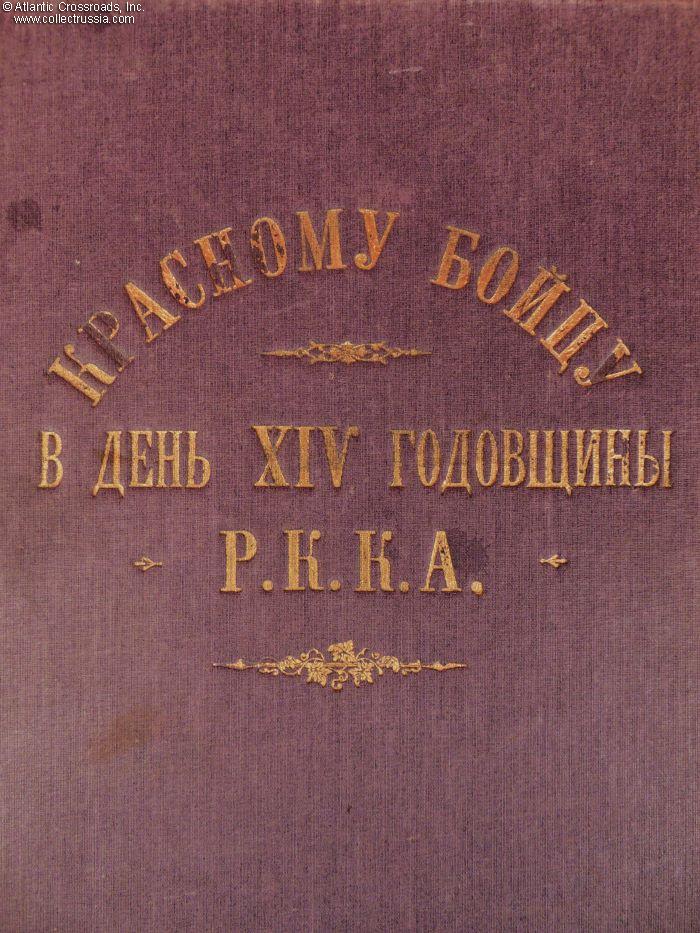 © Atlantic Crossroads, Inc.
www.collectrussia.com
КРАСНОМУ БОЙЦУ
В ДЕНЬ XIV ГОДОВЩИНЫ
Р.К.К.А.